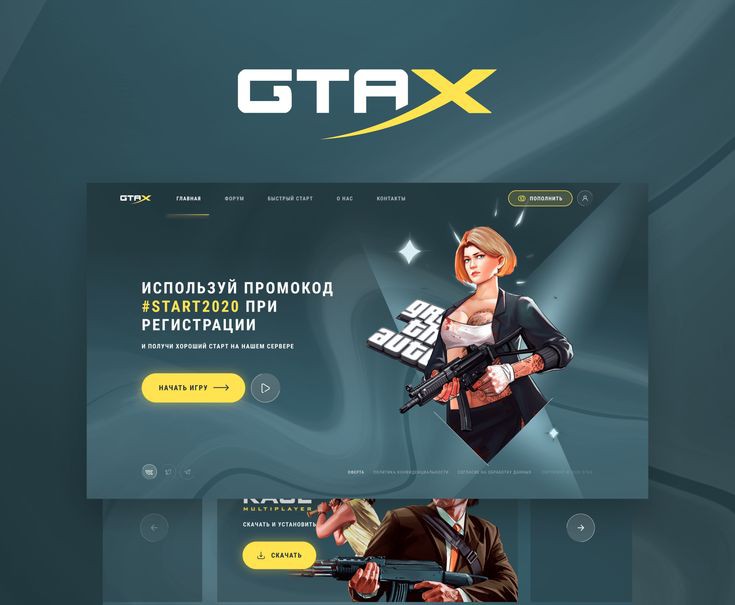 GTAX
GTAX
ГЛАВНАЯ
ФОРУМ
БЫСТРЫЙ СТАРТ
О НАС
КОНТАКТЫ
ПОПОЛНИТЬ
ИСПОЛЬЗУЙ ПРОМОКОД
#START2020 ПРИ
РЕГИСТРАЦИИ
И ПОЛУЧИ ХОРОШИЙ СТАРТ НА НАШЕМ СЕРВЕРЕ
НАЧАТЬ ИГРУ
ОФЕРТА
ПОЛИТИКА КОНФИДЕНЦИАЛЬНОСТИ
СОГЛАСИЕ НА ОБРАБОТКУ ДАННЫХ
RAGE
MULTIPLAYER
СКАЧАТЬ И УСТАНОВИТЬ
СКАЧАТЬ